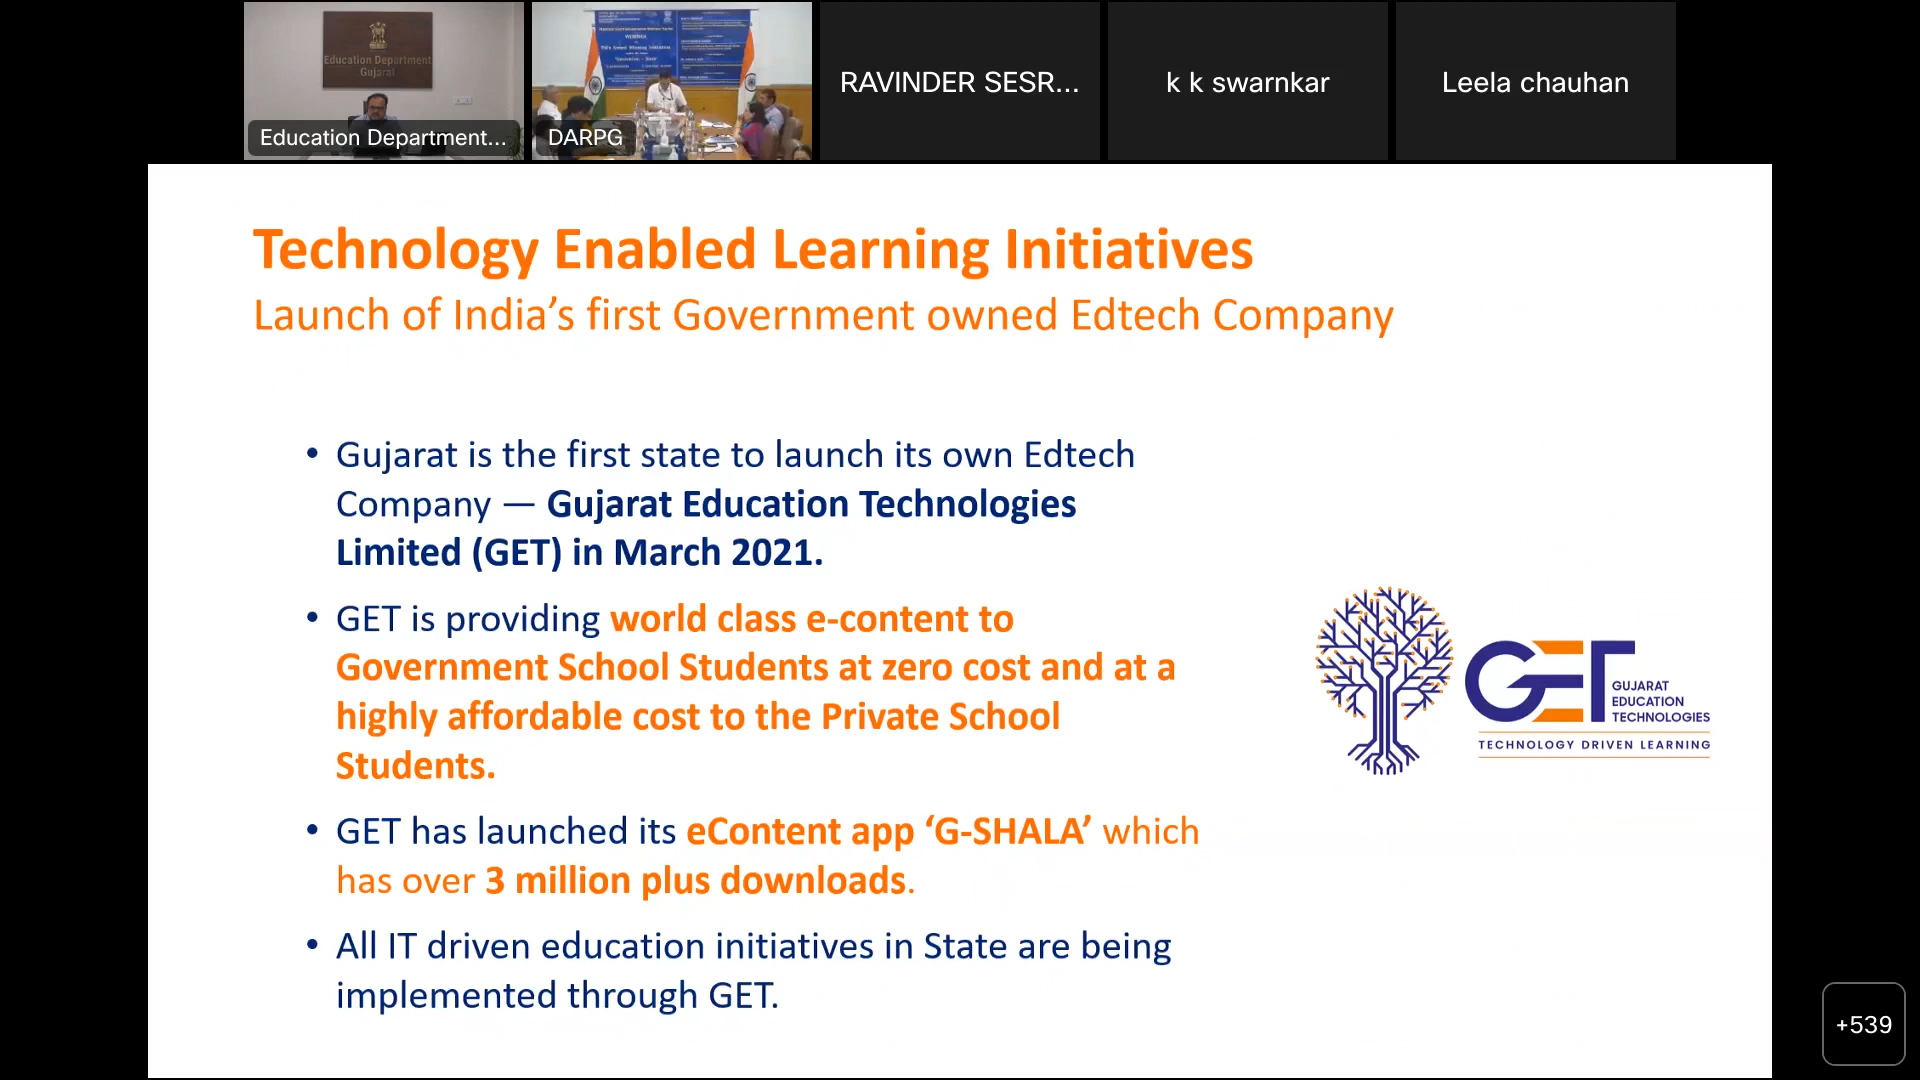 Education Department
Gujarat
Education Department...
DARPG
RAVINDER SESR...
k k swarnkar
Leela chauhan
Technology Enabled Learning Initiatives
Launch of India’s first Government owned Edtech Company
• Gujarat is the first state to launch its own Edtech
Company — Gujarat Education Technologies
Limited (GET) in March 2021.
• GET is providing world class e-content to
Government School Students at zero cost and at a
highly affordable cost to the Private School
Students.
• GET has launched its eContent app ‘G-SHALA’ which
has over 3 million plus downloads.
• All IT driven education initiatives in State are being
implemented through GET.
GET
GUJARAT
EDUCATION
TECHNOLOGIES
TECHNOLOGY DRIVEN LEARNING
+539